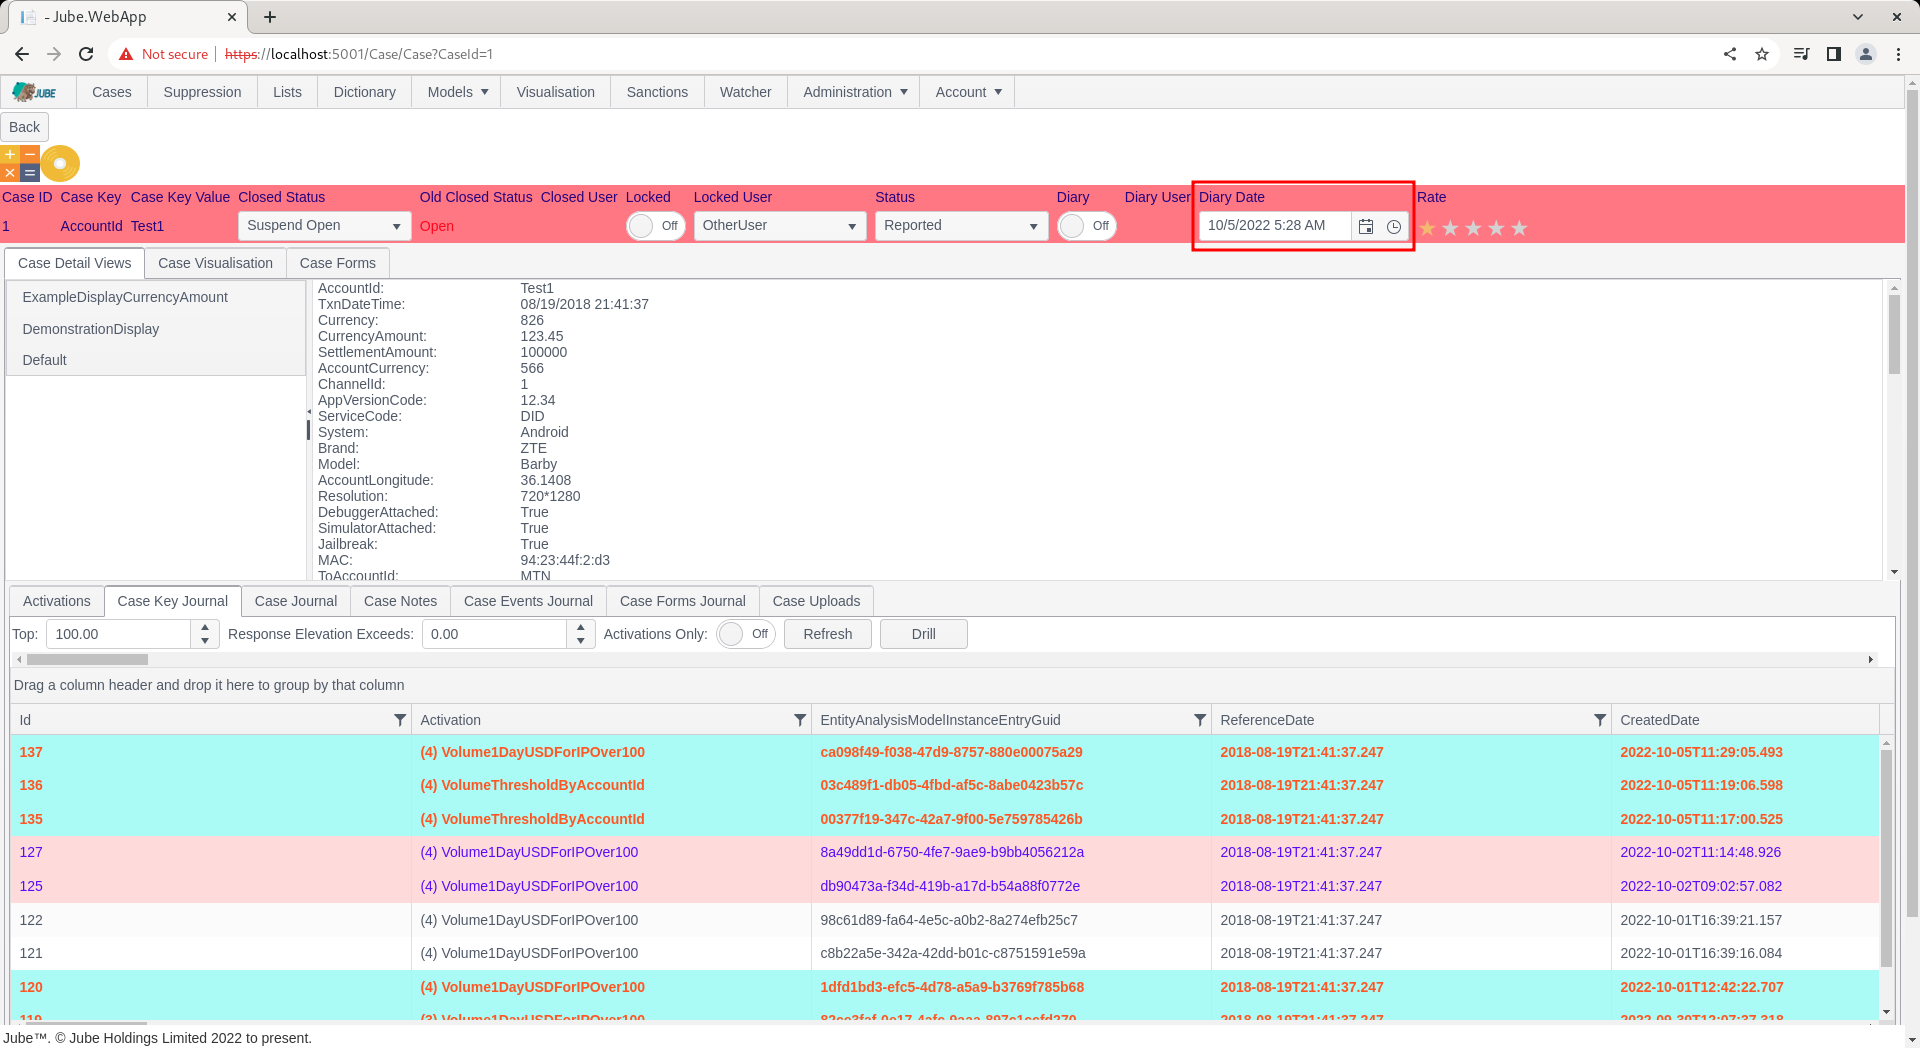 - Jube.WebApp
Not secure https://localhost:5001/Case/Case?CaseId=1
JUBE Cases Suppression Lists Dictionary Models Visualisation Sanctions Watcher Administration Account
Back
Case ID Case Key Case Key Value Closed Status Old Closed Status Closed User Locked Locked User Status Diary Diary User Diary Date Rate
1 AccountId Test1 Suspend Open Open Off OtherUser Reported Off 10/5/2022 5:28 AM
Case Detail Views Case Visualisation Case Forms
ExampleDisplayCurrencyAmount
DemonstrationDisplay
Default
AccountId: Test1
TxnDateTime: 08/19/2018 21:41:37
Currency: 826
CurrencyAmount: 123.45
SettlementAmount: 100000
AccountCurrency: 566
ChannelId: 1
AppVersionCode: 12.34
ServiceCode: DID
System: Android
Brand: ZTE
Model: Barby
AccountLongitude: 36.1408
Resolution: 720*1280
DebuggerAttached: True
SimulatorAttached: True
Jailbreak: True
MAC: 94:23:44f:2:d3
ToAccountId: MTN
Activations Case Key Journal Case Journal Case Notes Case Events Journal Case Forms Journal Case Uploads
Top: 100.00 Response Elevation Exceeds: 0.00 Activations Only: Off Refresh Drill
Drag a column header and drop it here to group by that column
Id Activation EntityAnalysisModelInstanceEntryGuid ReferenceDate CreatedDate
137 (4) Volume1DayUSDForIPOver100 ca098f49-f038-47d9-8757-880e00075a29 2018-08-19T21:41:37.247 2022-10-05T11:29:05.493
136 (4) VolumeThresholdByAccountId 03c489f1-db05-4fbd-af5c-8abe0423b57c 2018-08-19T21:41:37.247 2022-10-05T11:19:06.598
135 (4) VolumeThresholdByAccountId 00377f19-347c-42a7-9f00-5e759785426b 2018-08-19T21:41:37.247 2022-10-05T11:17:00.525
127 (4) Volume1DayUSDForIPOver100 8a49dd1d-6750-4fe7-9ae9-b9bb4056212a 2018-08-19T21:41:37.247 2022-10-02T11:14:48.926
125 (4) Volume1DayUSDForIPOver100 db90473a-f34d-419b-a17d-b54a88f0772e 2018-08-19T21:41:37.247 2022-10-02T09:02:57.082
122 (4) Volume1DayUSDForIPOver100 98c61d89-fa64-4e5c-a0b2-8a274efb25c7 2018-08-19T21:41:37.247 2022-10-01T16:39:21.157
121 (4) Volume1DayUSDForIPOver100 c8b22a5e-342a-42dd-b01c-c8751591e59a 2018-08-19T21:41:37.247 2022-10-01T16:39:16.084
120 (4) Volume1DayUSDForIPOver100 1dfd1bd3-efc5-4d78-a5a9-b3769f785b68 2018-08-19T21:41:37.247 2022-10-01T12:42:22.707
Jube™. © Jube Holdings Limited 2022 to present.